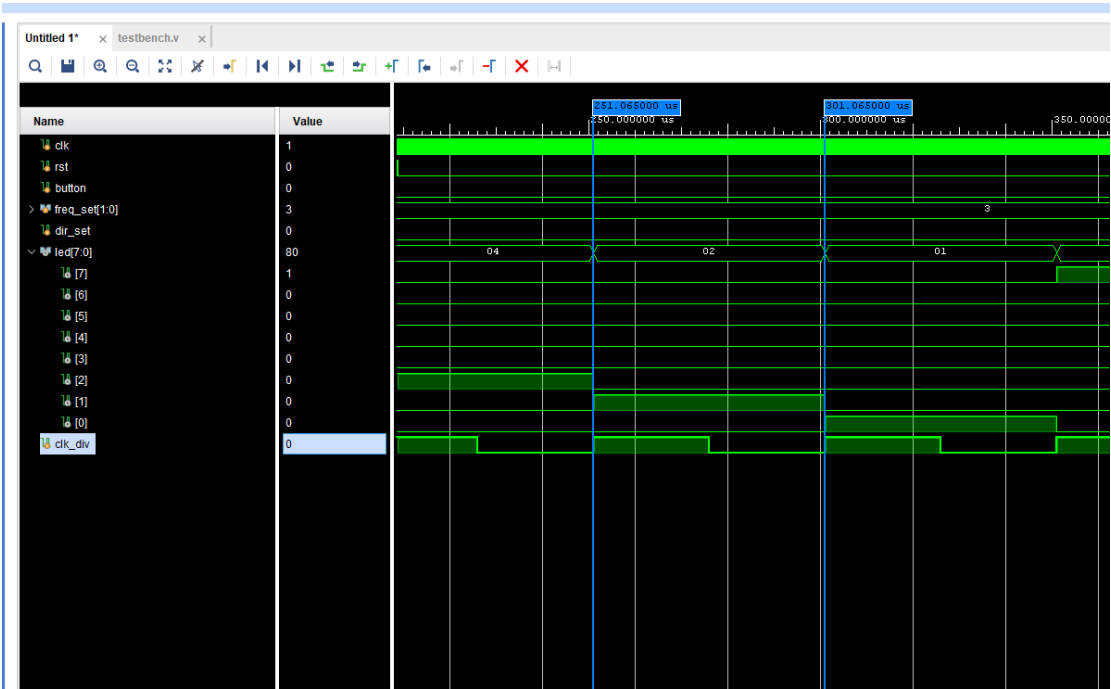 Untitled 1* × testbench.v ×
251.065000 us 301.065000 us
Name Value 250.000000 us 300.000000 us 350.00000
clk 1
rst 0
button 0
freq_set[1:0] 3 3
dir_set 0
led[7:0] 80 04 02 01
[7] 1
[6] 0
[5] 0
[4] 0
[3] 0
[2] 0
[1] 0
[0] 0
clk_div 0